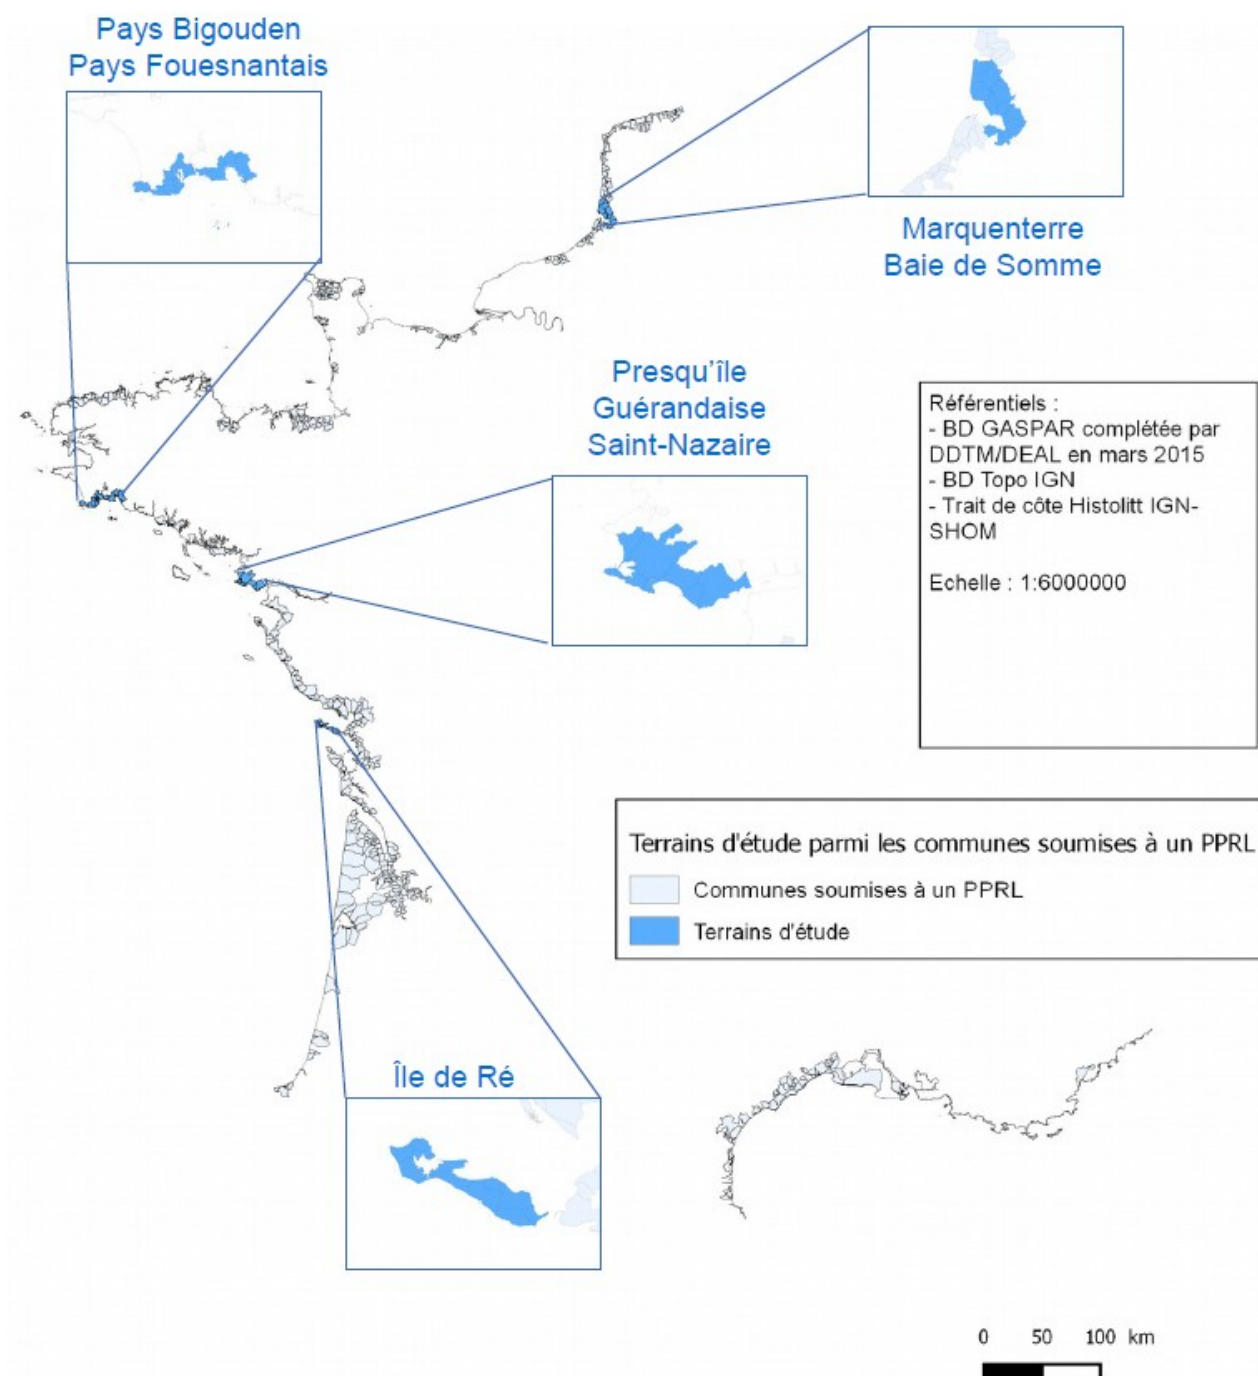 Pays Bigouden
Pays Fouesnantais
Marquenterre
Baie de Somme
Presqu'île
Guérandaise
Saint-Nazaire
Référentiels :
- BD GASPAR complétée par
DDTM/DEAL en mars 2015
- BD Topo IGN
- Trait de côte Histolitt IGN-
SHOM
Echelle : 1:6000000
Terrains d'étude parmi les communes soumises à un PPRL
Communes soumises à un PPRL
Terrains d'étude
Île de Ré
0 50 100 km